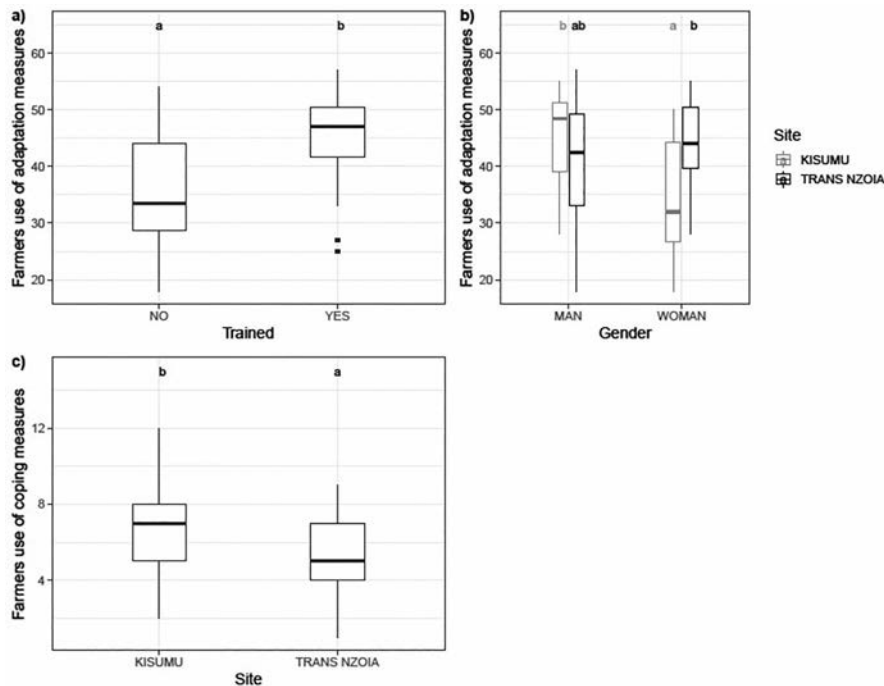 a)
a b
Farmers use of adaptation measures
60
50
40
30
20
NO YES
Trained
b)
b ab a b
Farmers use of adaptation measures
60
50
40
30
20
MAN WOMAN
Gender
Site
KISUMU
TRANS NZOIA
c)
b a
Farmers use of coping measures
12
8
4
KISUMU TRANS NZOIA
Site